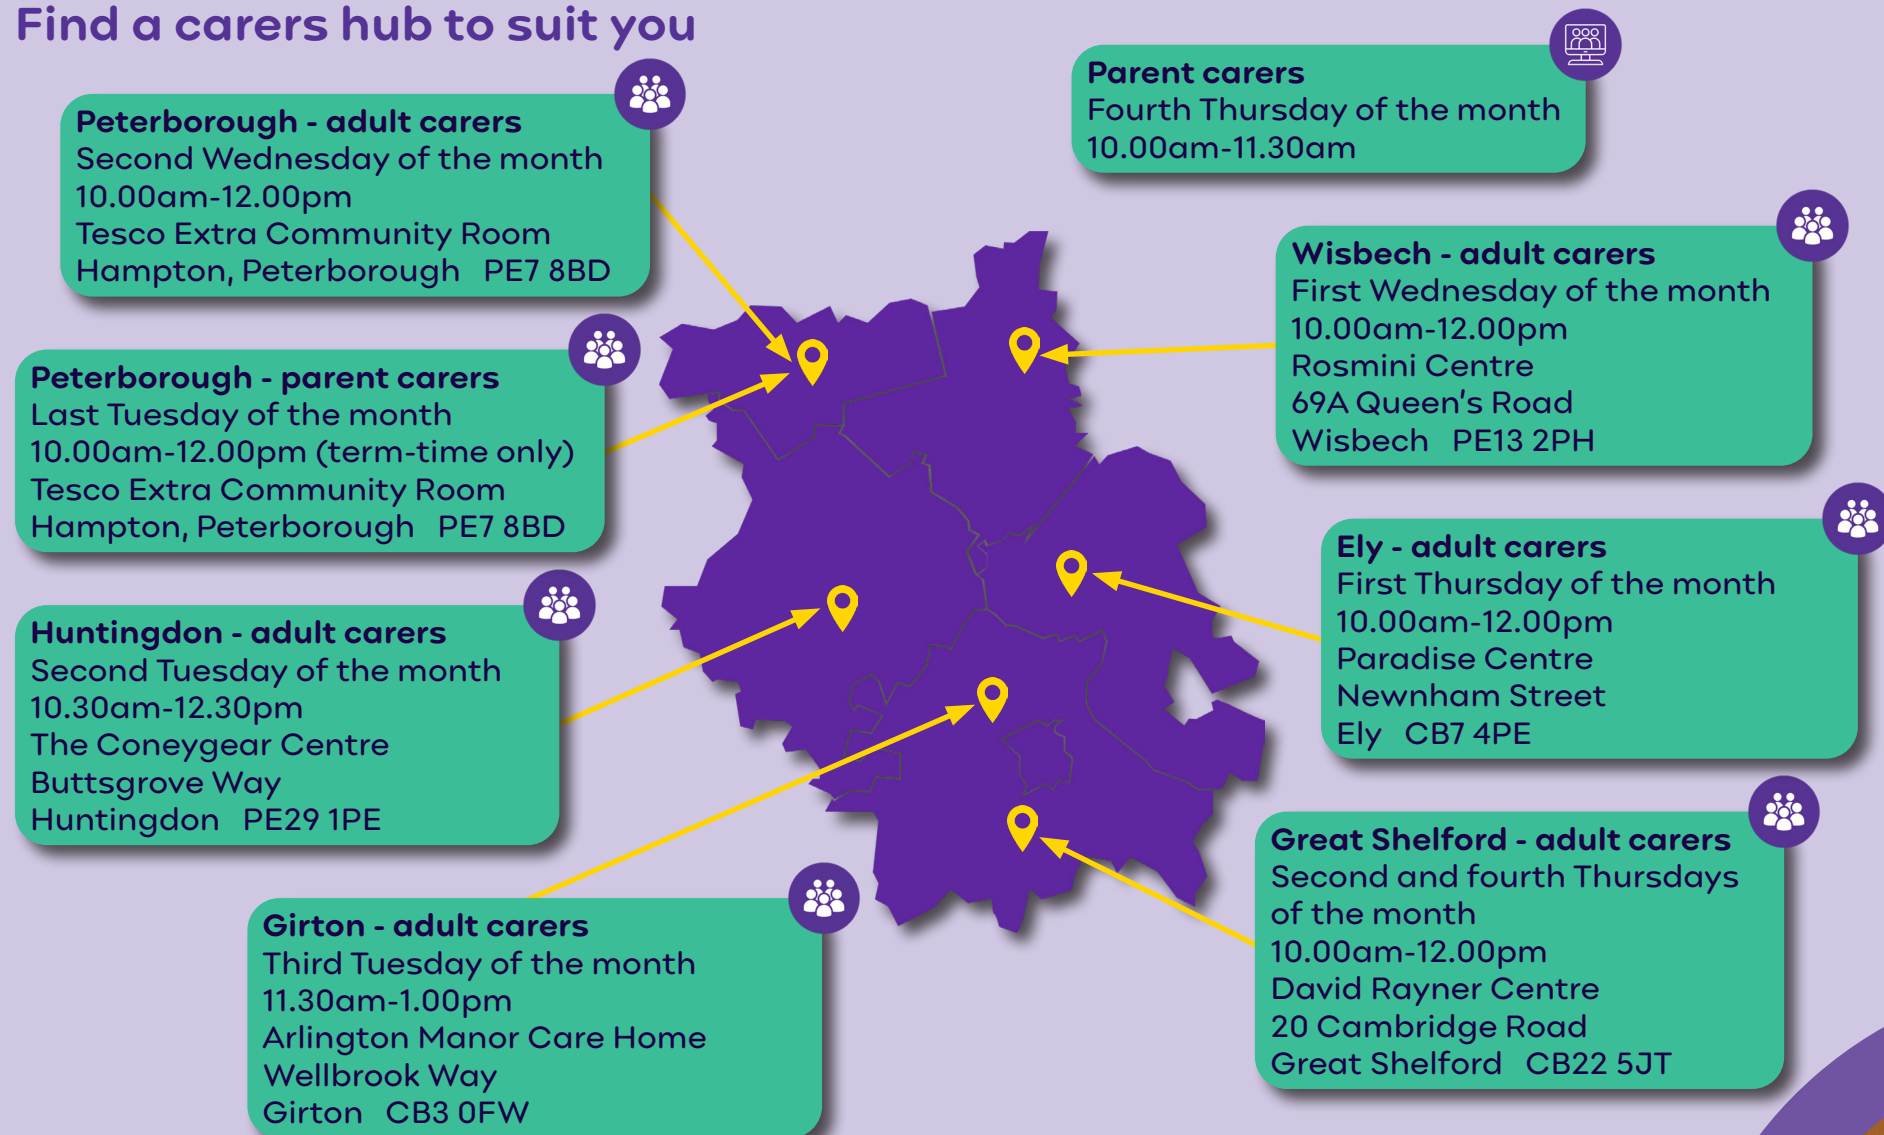 Find a carers hub to suit you
Peterborough - adult carers
Second Wednesday of the month
10.00am-12.00pm
Tesco Extra Community Room
Hampton, Peterborough PE7 8BD
Peterborough - parent carers
Last Tuesday of the month
10.00am-12.00pm (term-time only)
Tesco Extra Community Room
Hampton, Peterborough PE7 8BD
Huntingdon - adult carers
Second Tuesday of the month
10.30am-12.30pm
The Coneygear Centre
Buttsgrove Way
Huntingdon PE29 1PE
Girton - adult carers
Third Tuesday of the month
11.30am-1.00pm
Arlington Manor Care Home
Wellbrook Way
Girton CB3 0FW
Parent carers
Fourth Thursday of the month
10.00am-11.30am
Wisbech - adult carers
First Wednesday of the month
10.00am-12.00pm
Rosmini Centre
69A Queen's Road
Wisbech PE13 2PH
Ely - adult carers
First Thursday of the month
10.00am-12.00pm
Paradise Centre
Newnham Street
Ely CB7 4PE
Great Shelford - adult carers
Second and fourth Thursdays
of the month
10.00am-12.00pm
David Rayner Centre
20 Cambridge Road
Great Shelford CB22 5JT